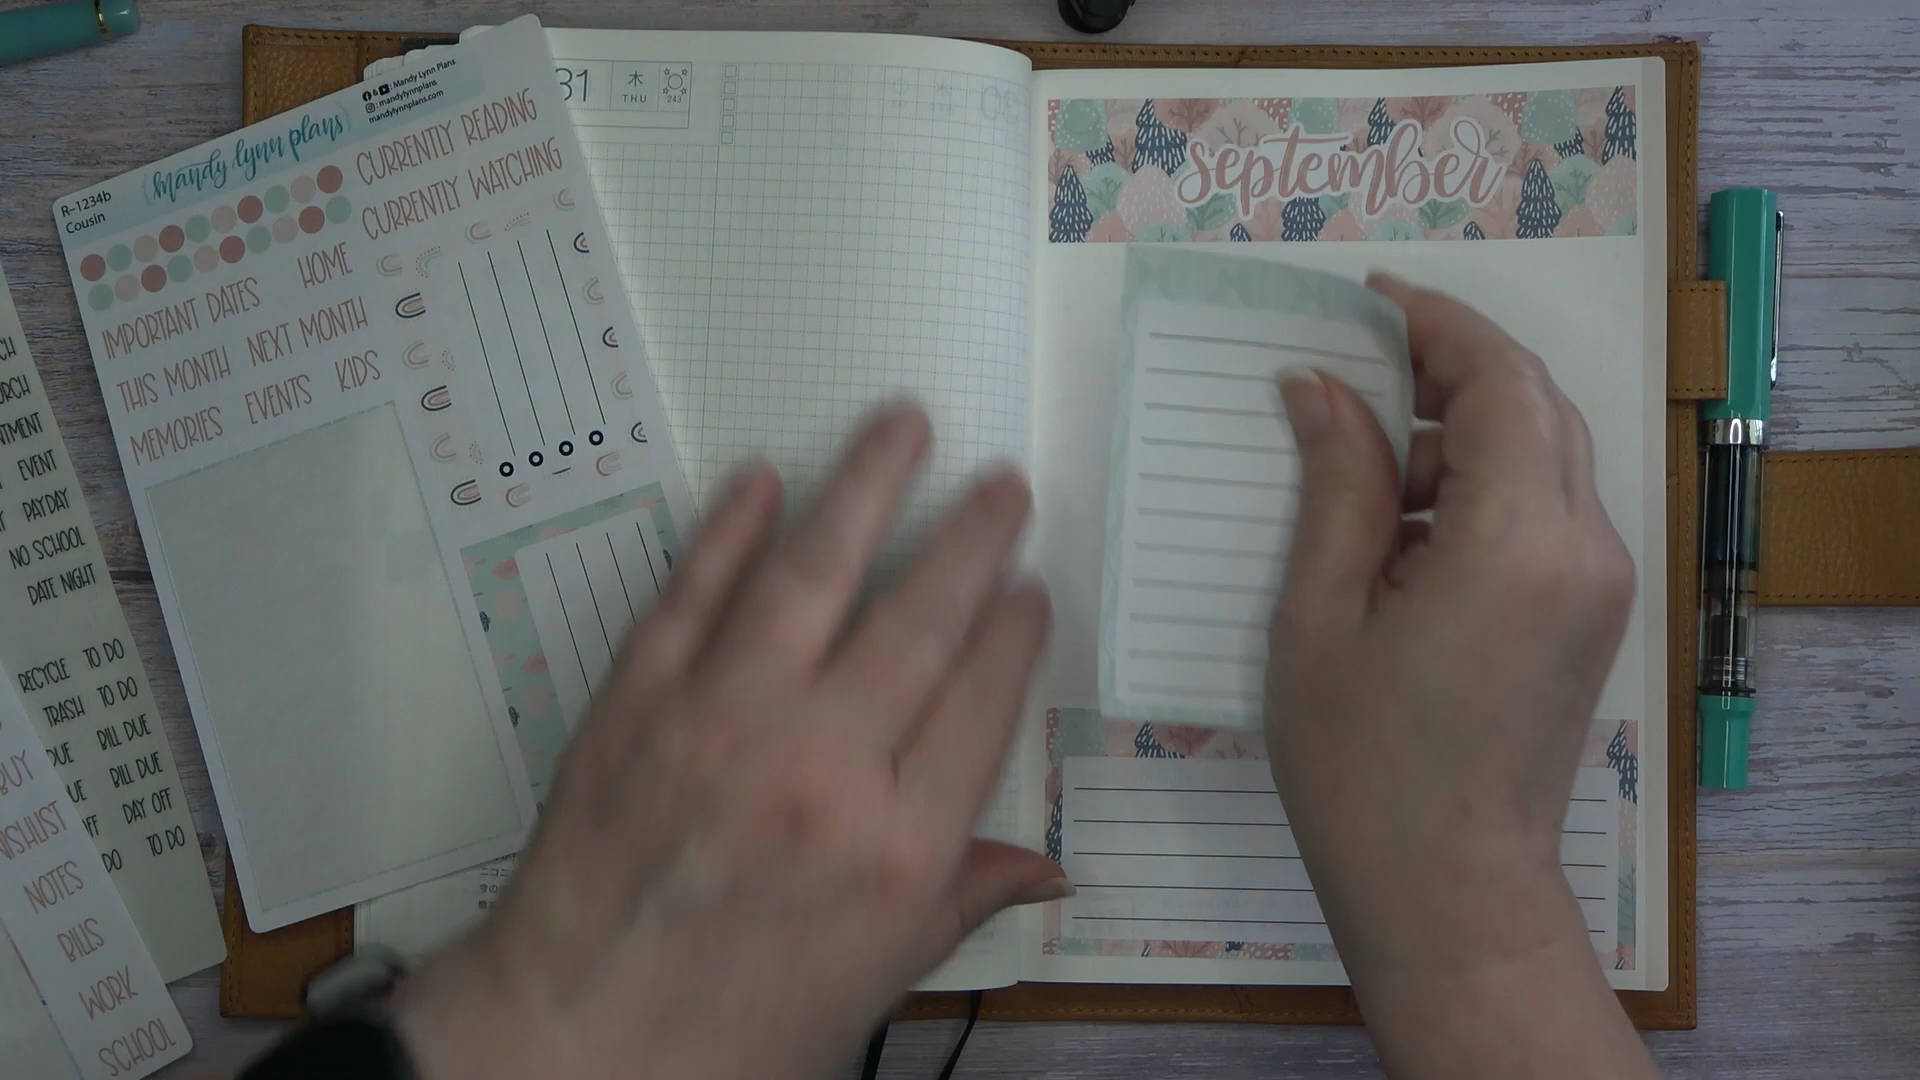 R-1234b
Cousin
mandy lynn plans
: Mandy Lynn Plans
: mandylynnplans
mandylynnplans.com
CURRENTLY READING
CURRENTLY WATCHING
IMPORTANT DATES HOME
THIS MONTH NEXT MONTH
MEMORIES EVENTS KIDS
31
木
THU
243
september
EVENT
PAYDAY
NO SCHOOL
DATE NIGHT
RECYCLE TO DO
TRASH TO DO
DUE BILL DUE
BILL DUE
DAY OFF
DO TO DO
NOTES
BILLS
WORK
SCHOOL